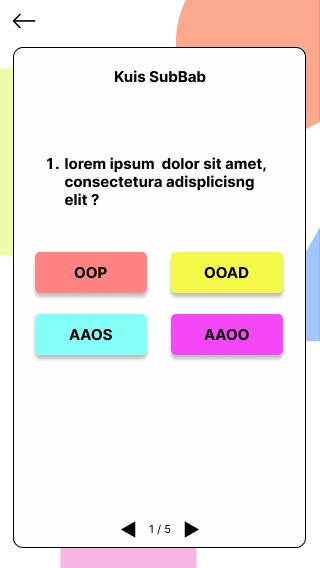 Kuis SubBab
1. lorem ipsum  dolor sit amet,
consectetura adisplicisng
elit ?
OOP
OOAD
AAOS
AAOO
1 / 5